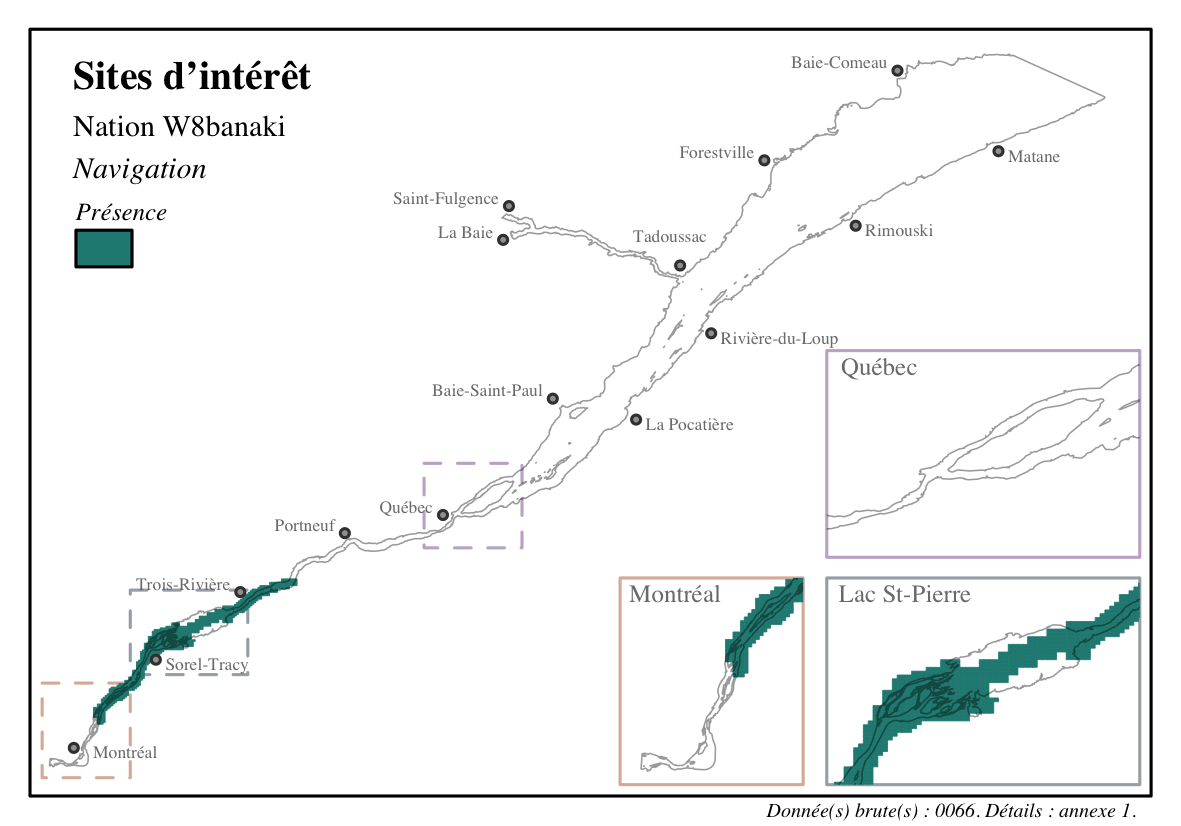 Sites d’intérêt
Nation W8banaki
Navigation
Présence
Baie-Comeau
Matane
Forestville
Saint-Fulgence
La Baie
Tadoussac
Rimouski
Rivière-du-Loup
Baie-Saint-Paul
La Pocatière
Québec
Portneuf
Trois-Rivière
Sorel-Tracy
Montréal
Québec
Montréal
Lac St-Pierre
Donnée(s) brute(s) : 0066. Détails : annexe 1.